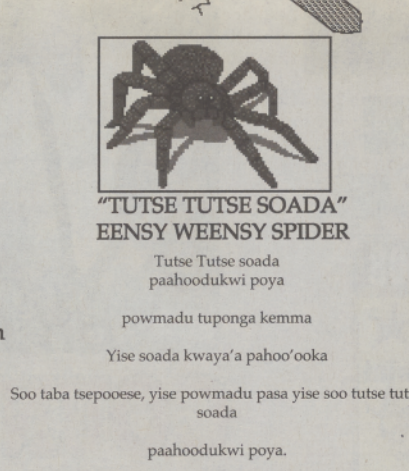 "TUTSE TUTSE SOADA"
EENSY WEENSY SPIDER
Tutse Tutse soada
paahoodukwi poya
powmadu tuponga kemma
Yise soada kwaya'a pahoo'ooka
Soo taba tsepooese, yise powmadu pasa yise soo tutse tut
soada
paahoodukwi poya.